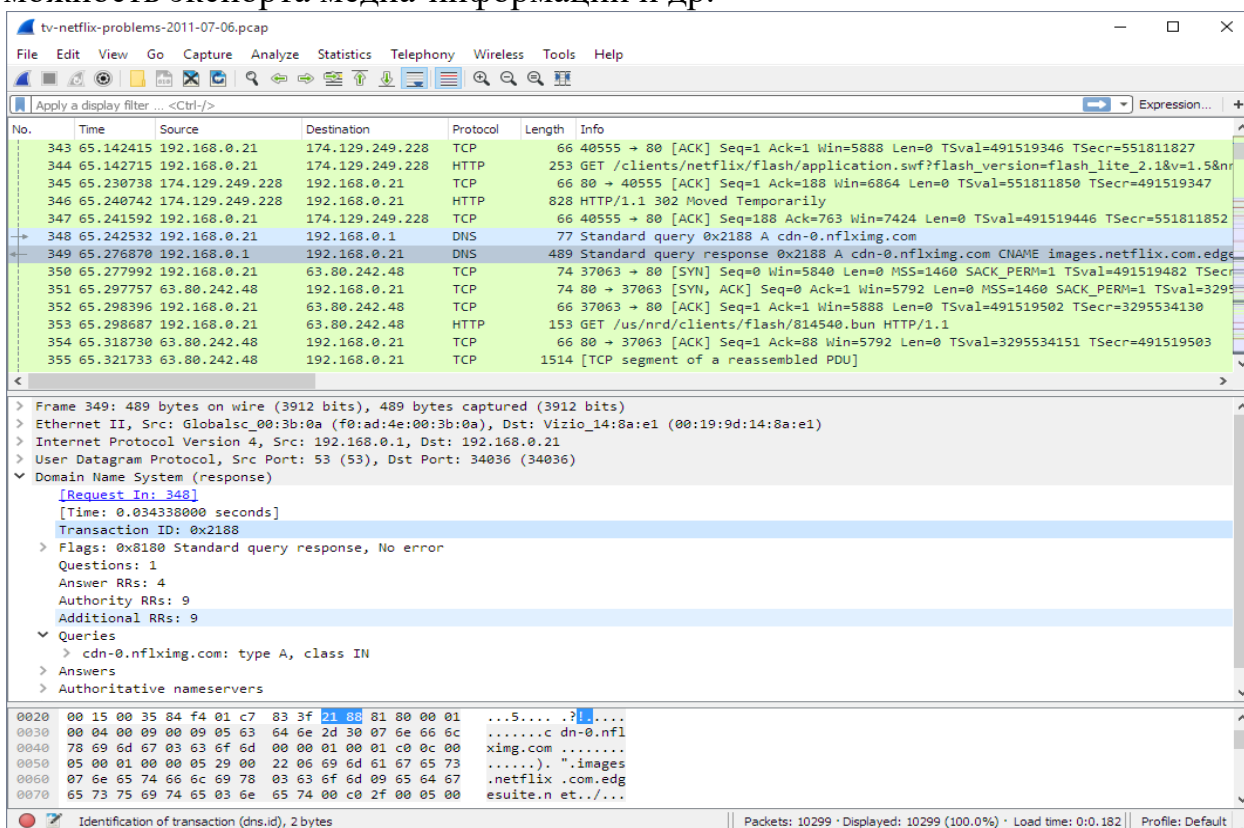 можность экспорта медиа-информации и др.
tv-netflix-problems-2011-07-06.pcap
File Edit View Go Capture Analyze Statistics Telephony Wireless Tools Help
Apply a display filter ... <Ctrl-/> Expression... +
No. Time Source Destination Protocol Length Info
343 65.142415 192.168.0.21 174.129.249.228 TCP 66 40555 → 80 [ACK] Seq=1 Ack=1 Win=5888 Len=0 TSval=491519346 TSecr=551811827
344 65.142715 192.168.0.21 174.129.249.228 HTTP 253 GET /clients/netflix/flash/application.swf?flash_version=flash_lite_2.1&v=1.5&nr
345 65.230738 174.129.249.228 192.168.0.21 TCP 66 80 → 40555 [ACK] Seq=1 Ack=188 Win=6864 Len=0 TSval=551811850 TSecr=491519347
346 65.240742 174.129.249.228 192.168.0.21 HTTP 828 HTTP/1.1 302 Moved Temporarily
347 65.241592 192.168.0.21 174.129.249.228 TCP 66 40555 → 80 [ACK] Seq=188 Ack=763 Win=7424 Len=0 TSval=491519446 TSecr=551811852
348 65.242532 192.168.0.21 192.168.0.1 DNS 77 Standard query 0x2188 A cdn-0.nflximg.com
349 65.276870 192.168.0.1 192.168.0.21 DNS 489 Standard query response 0x2188 A cdn-0.nflximg.com CNAME images.netflix.com.edge
350 65.277992 192.168.0.21 63.80.242.48 TCP 74 37063 → 80 [SYN] Seq=0 Win=5840 Len=0 MSS=1460 SACK_PERM=1 TSval=491519482 TSecr
351 65.297757 63.80.242.48 192.168.0.21 TCP 74 80 → 37063 [SYN, ACK] Seq=0 Ack=1 Win=5792 Len=0 MSS=1460 SACK_PERM=1 TSval=3295
352 65.298396 192.168.0.21 63.80.242.48 TCP 66 37063 → 80 [ACK] Seq=1 Ack=1 Win=5888 Len=0 TSval=491519502 TSecr=3295534130
353 65.298687 192.168.0.21 63.80.242.48 HTTP 153 GET /us/nrd/clients/flash/814540.bun HTTP/1.1
354 65.318730 63.80.242.48 192.168.0.21 TCP 66 80 → 37063 [ACK] Seq=1 Ack=88 Win=5792 Len=0 TSval=3295534151 TSecr=491519503
355 65.321733 63.80.242.48 192.168.0.21 TCP 1514 [TCP segment of a reassembled PDU]
> Frame 349: 489 bytes on wire (3912 bits), 489 bytes captured (3912 bits)
> Ethernet II, Src: Globalsc_00:3b:0a (f0:ad:4e:00:3b:0a), Dst: Vizio_14:8a:e1 (00:19:9d:14:8a:e1)
> Internet Protocol Version 4, Src: 192.168.0.1, Dst: 192.168.0.21
> User Datagram Protocol, Src Port: 53 (53), Dst Port: 34036 (34036)
Domain Name System (response)
[Request In: 348]
[Time: 0.034338000 seconds]
Transaction ID: 0x2188
> Flags: 0x8180 Standard query response, No error
Questions: 1
Answer RRs: 4
Authority RRs: 9
Additional RRs: 9
Queries
> cdn-0.nflximg.com: type A, class IN
> Answers
> Authoritative nameservers
0020 00 15 00 35 84 f4 01 c7 83 3f 21 88 81 80 00 01 ...5.... .?!.....
0030 00 04 00 09 00 09 05 63 64 6e 2d 30 07 6e 66 6c .......c dn-0.nfl
0040 78 69 6d 67 03 63 6f 6d 00 00 01 00 01 c0 0c 00 ximg.com ........
0050 05 00 01 00 00 05 29 00 22 06 69 6d 61 67 65 73 ......). ".images
0060 07 6e 65 74 66 6c 69 78 03 63 6f 6d 09 65 64 67 .netflix .com.edg
0070 65 73 75 69 74 65 03 6e 65 74 00 c0 2f 00 05 00 esuite.n et../...
Identification of transaction (dns.id), 2 bytes Packets: 10299 · Displayed: 10299 (100.0%) · Load time: 0:0.182 Profile: Default